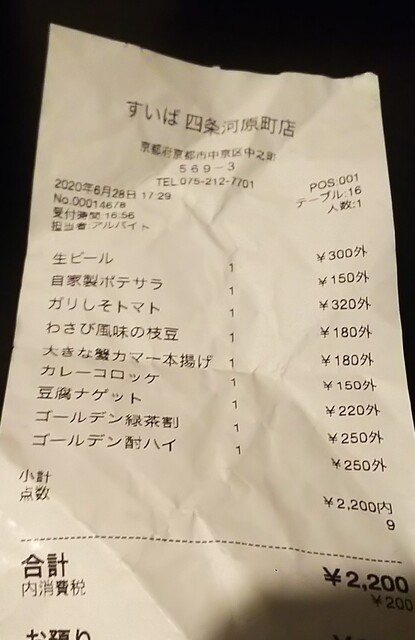 すいば 四条河原町店
京都府京都市中京区中之町
569-3
TEL.075-212-7701
2020年6月28日 17:29 POS:001
No.00014678 テーブル:16
受付時間:16:56 人数:1
担当者:アルバイト
生ビール 1 ¥300外
自家製ポテサラ 1 ¥150外
ガリしそトマト 1 ¥320外
わさび風味の枝豆 1 ¥180外
大きな蟹カマ一本揚げ 1 ¥180外
カレーコロッケ 1 ¥150外
豆腐ナゲット 1 ¥220外
ゴールデン緑茶割 1 ¥250外
ゴールデン酎ハイ 1 ¥250外
小計 ¥2,200内
点数 9
合計 ¥2,200
内消費税 ¥200
お預り